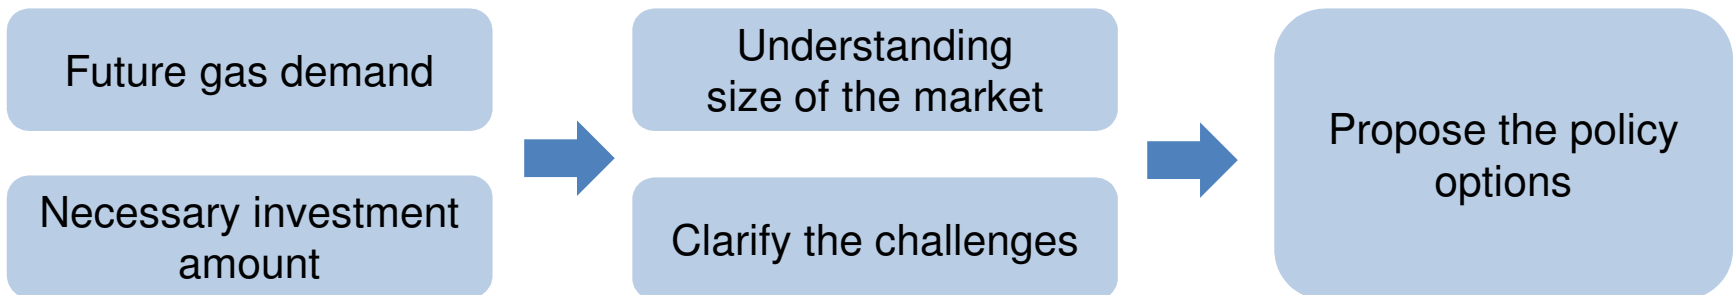 Future gas demand
Necessary investment
amount
Understanding
size of the market
Clarify the challenges
Propose the policy
options